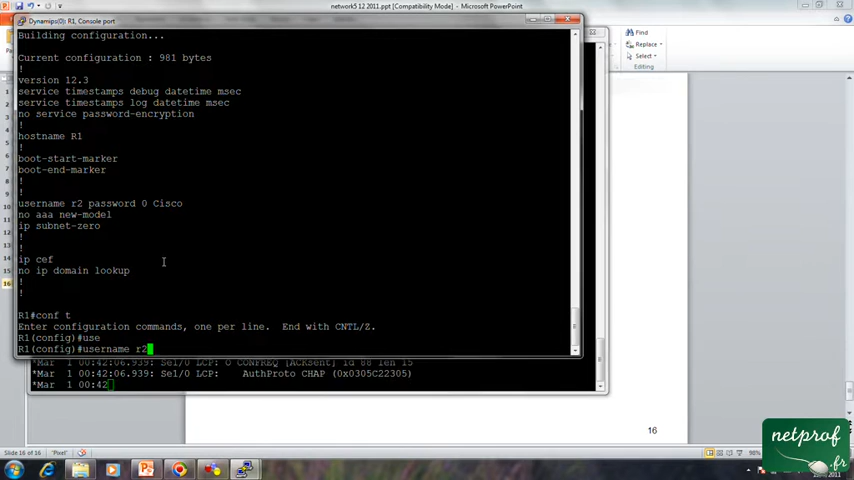 network5 12 2011.ppt [Compatibility Mode] - Microsoft PowerPoint
Dynamips(0): R1, Console port
Building configuration...
Current configuration : 981 bytes
!
version 12.3
service timestamps debug datetime msec
service timestamps log datetime msec
no service password-encryption
!
hostname R1
!
boot-start-marker
boot-end-marker
!
!
username r2 password 0 Cisco
no aaa new-model
ip subnet-zero
!
!
ip cef
no ip domain lookup
!
!
R1#conf t
Enter configuration commands, one per line.  End with CNTL/Z.
R1(config)#use
R1(config)#username r2
*Mar  1 00:42:06.939: Se1/0 LCP: O CONFREQ [ACKsent] id 88 len 15
*Mar  1 00:42:06.939: Se1/0 LCP:    AuthProto CHAP (0x0305C22305)
*Mar  1 00:42
Find
Replace
Select
Editing
16
Slide 16 of 16
"Pixel"
98%
netprof
.fr